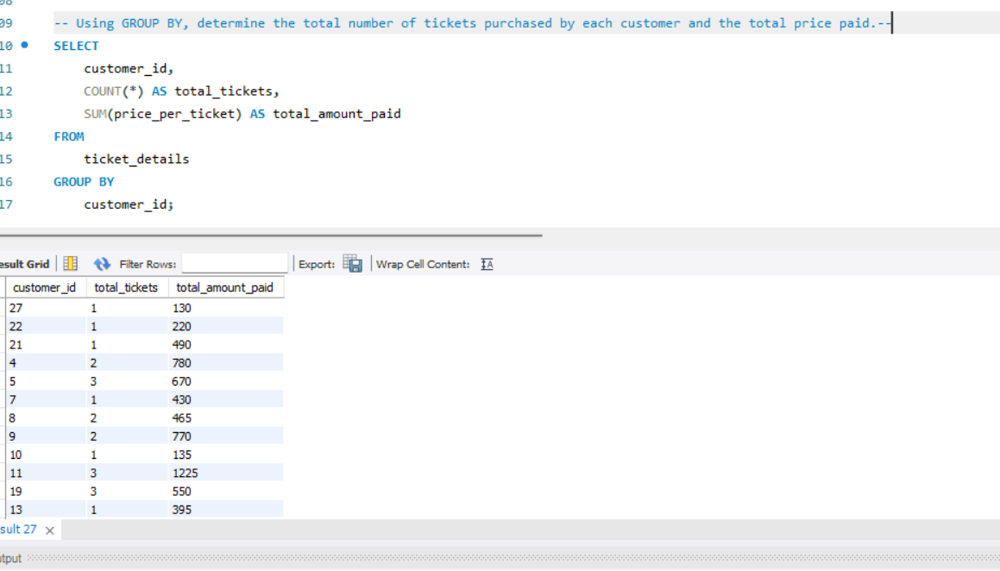 08
09 -- Using GROUP BY, determine the total number of tickets purchased by each customer and the total price paid.--
10 SELECT
11 customer_id,
12 COUNT(*) AS total_tickets,
13 SUM(price_per_ticket) AS total_amount_paid
14 FROM
15 ticket_details
16 GROUP BY
17 customer_id;
esult Grid Filter Rows: Export: Wrap Cell Content: IA
customer_id total_tickets total_amount_paid
27 1 130
22 1 220
21 1 490
4 2 780
5 3 670
7 1 430
8 2 465
9 2 770
10 1 135
11 3 1225
19 3 550
13 1 395
sult 27 ×
utput